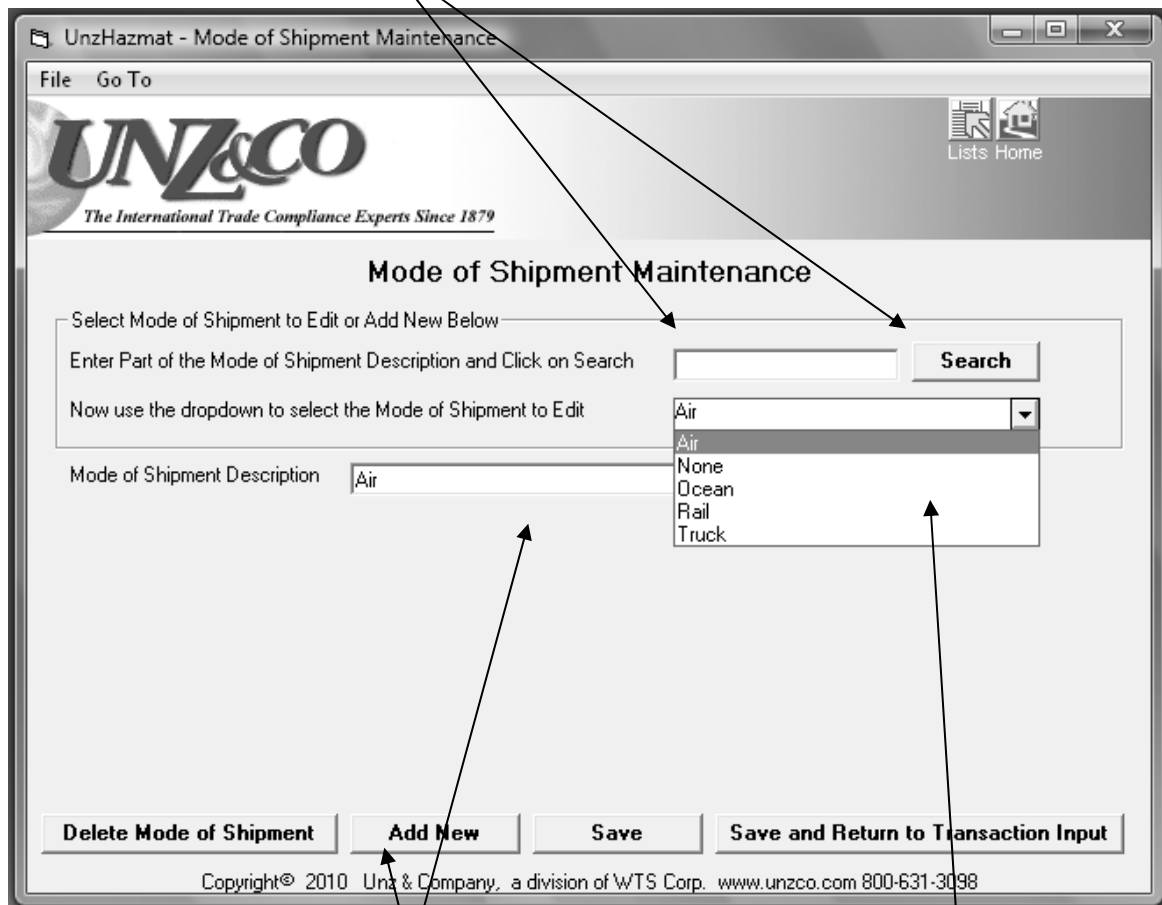 UnzHazmat - Mode of Shipment Maintenance
File Go To
UNZ&CO
The International Trade Compliance Experts Since 1879
Lists Home
Mode of Shipment Maintenance
Select Mode of Shipment to Edit or Add New Below
Enter Part of the Mode of Shipment Description and Click on Search
Search
Now use the dropdown to select the Mode of Shipment to Edit
Air
Air
None
Ocean
Rail
Truck
Mode of Shipment Description
Air
Delete Mode of Shipment
Add New
Save
Save and Return to Transaction Input
Copyright© 2010 Unz & Company, a division of WTS Corp. www.unzco.com 800-631-3098